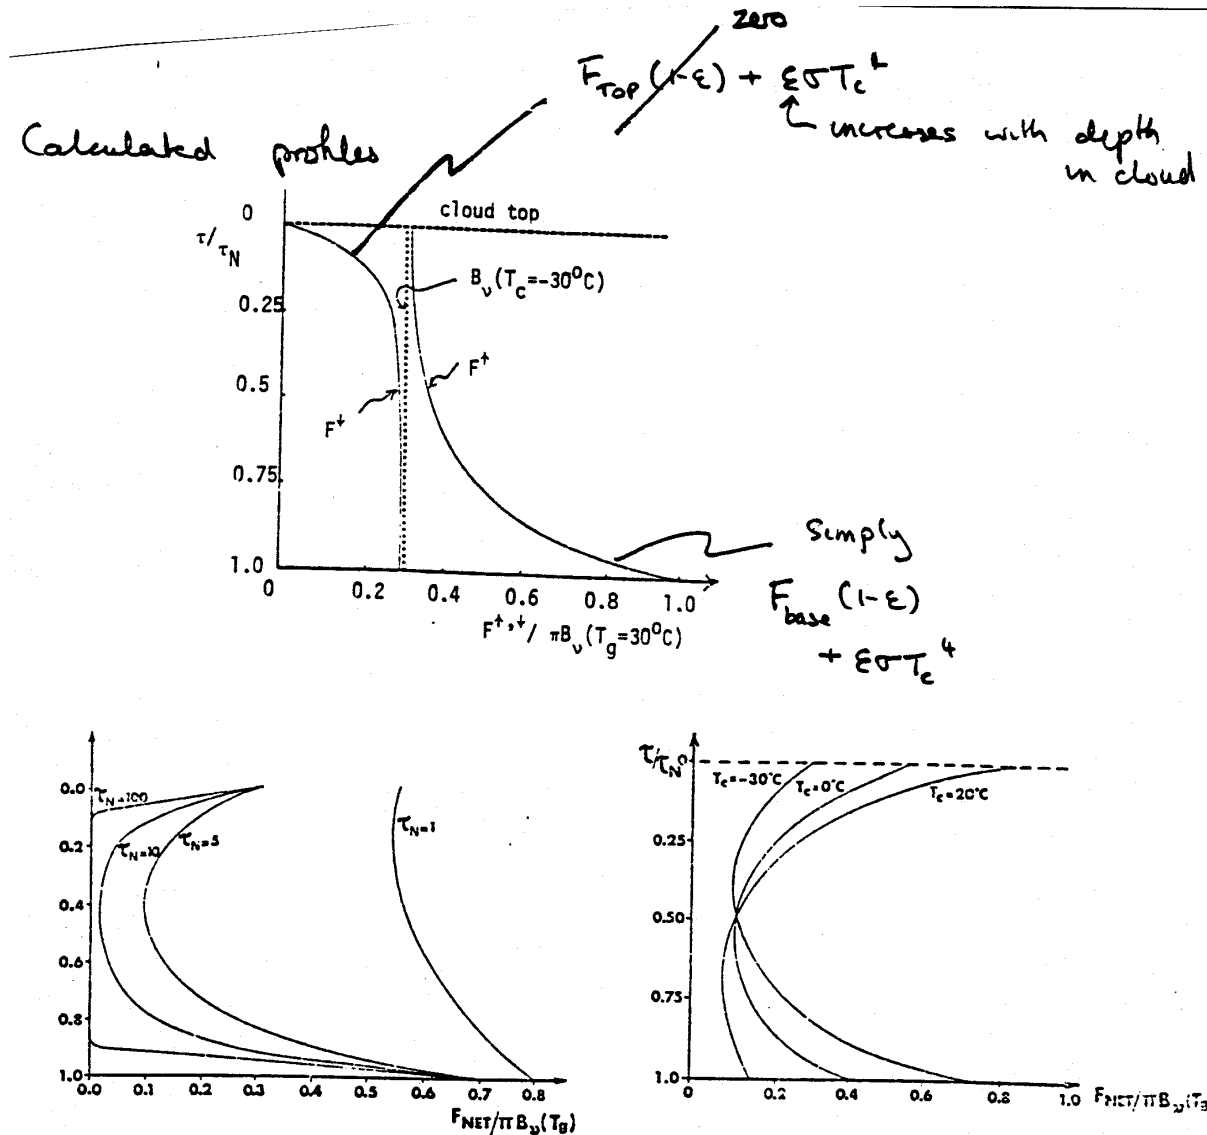 zero
F_TOP (1-ε) + εσT_c^4
increases with depth
in cloud
Calculated profiles
cloud top
0
τ/τ_N
B_ν(T_c=-30°C)
0.25
F↑
0.5
F↓
0.75
1.0
0 0.2 0.4 0.6 0.8 1.0
F↑,↓/ πB_ν(T_g=30°C)
Simply
F_base (1-ε)
+ εσT_c^4
0.0
τ_N=100
τ_N=10
τ_N=5
τ_N=1
0.2
0.4
0.6
0.8
1.0
0.0 0.1 0.2 0.3 0.5 0.7 0.8
F_NET/πB_ν(T_g)
τ/τ_N 0
T_c=-30°C
T_c=0°C
T_c=20°C
0.25
0.50
0.75
1.0
0 0.2 0.4 0.6 0.8 1.0
F_NET/πB_ν(T_g